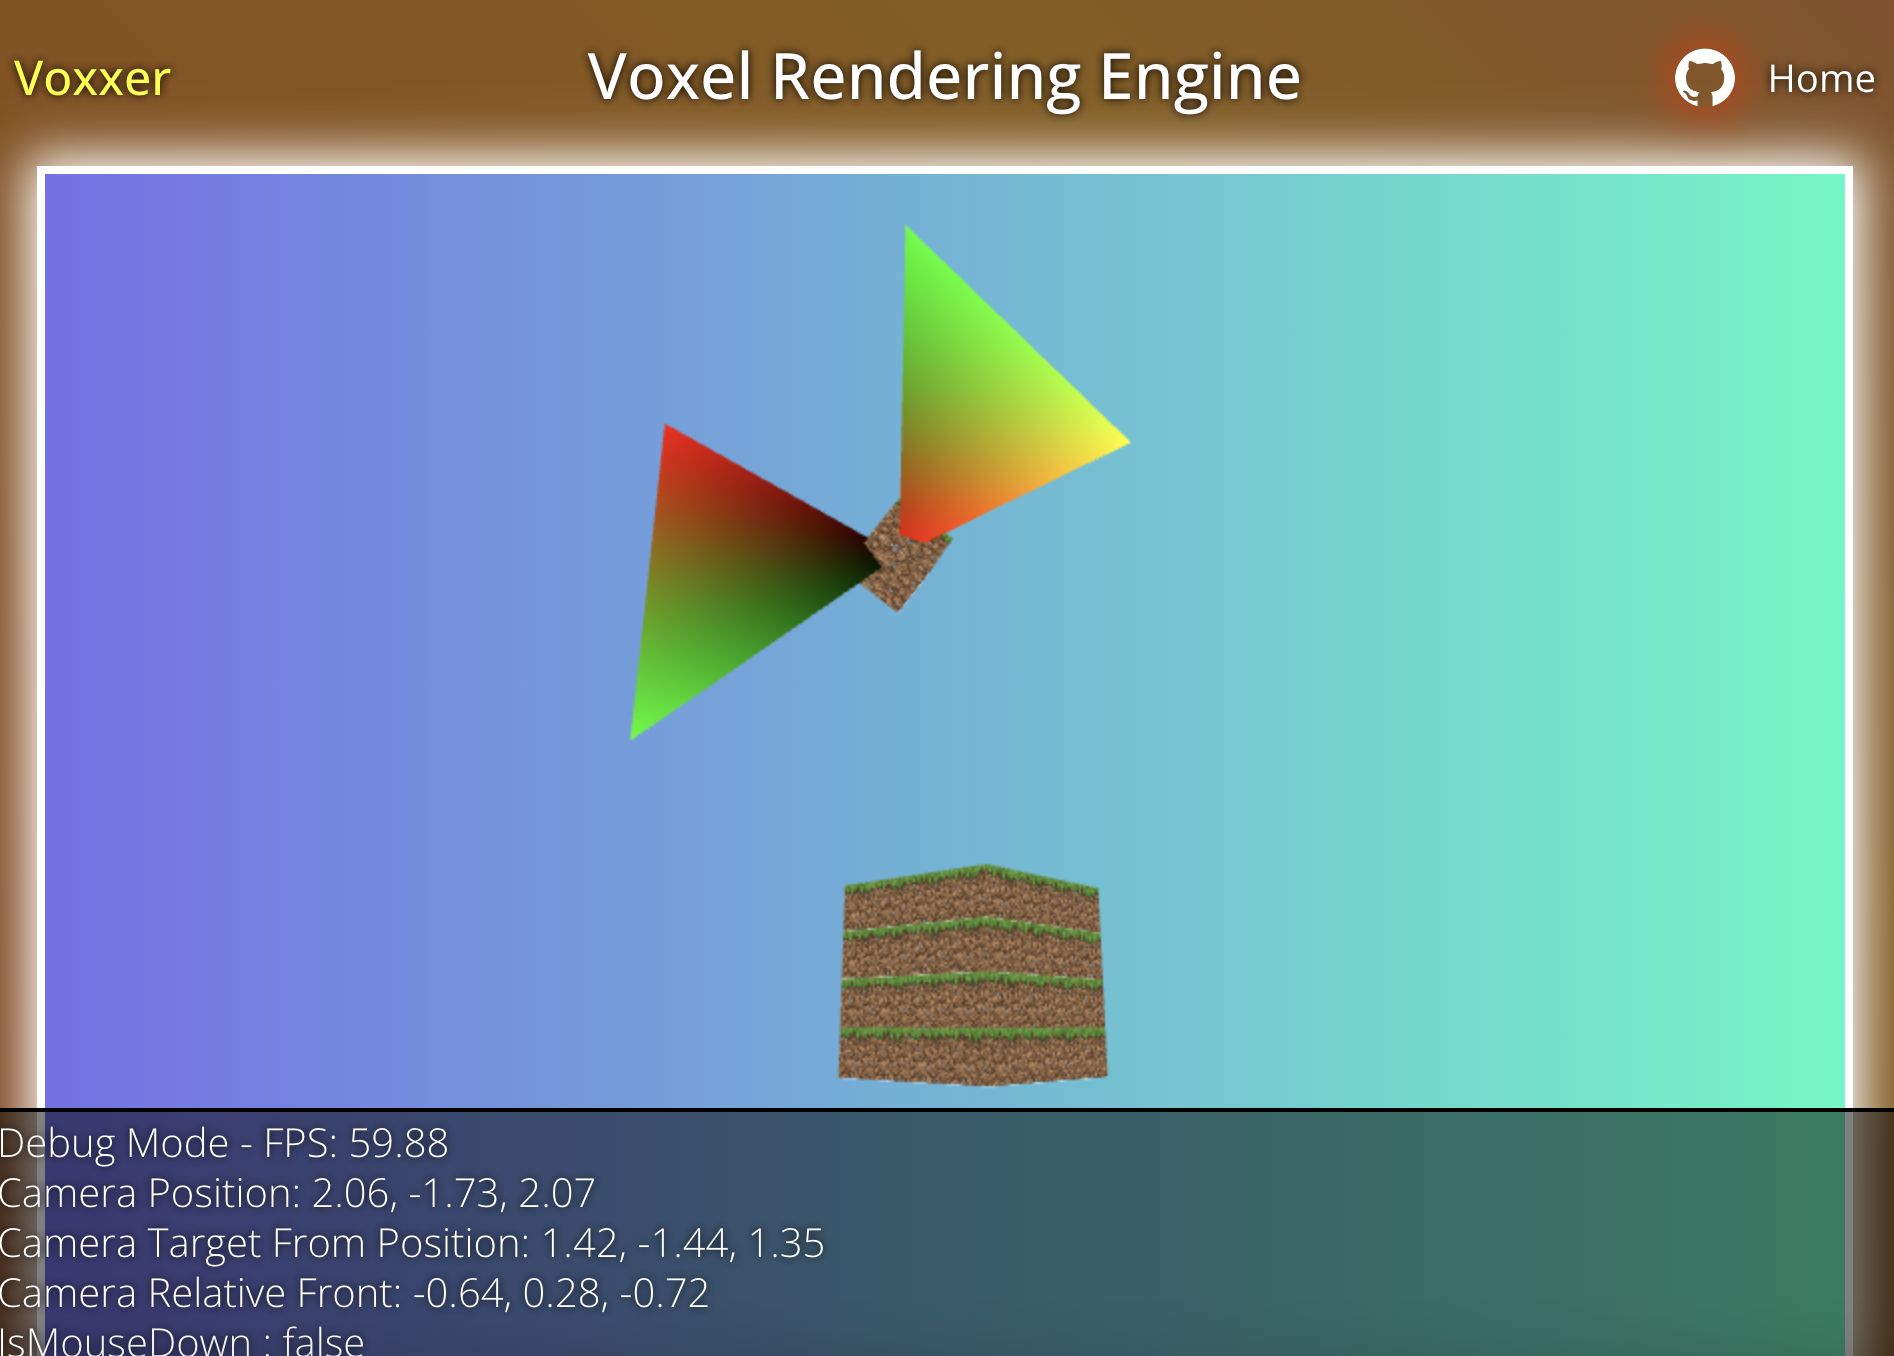 Voxxer
Voxel Rendering Engine
Home
Debug Mode - FPS: 59.88
Camera Position: 2.06, -1.73, 2.07
Camera Target From Position: 1.42, -1.44, 1.35
Camera Relative Front: -0.64, 0.28, -0.72
IsMouseDown : false